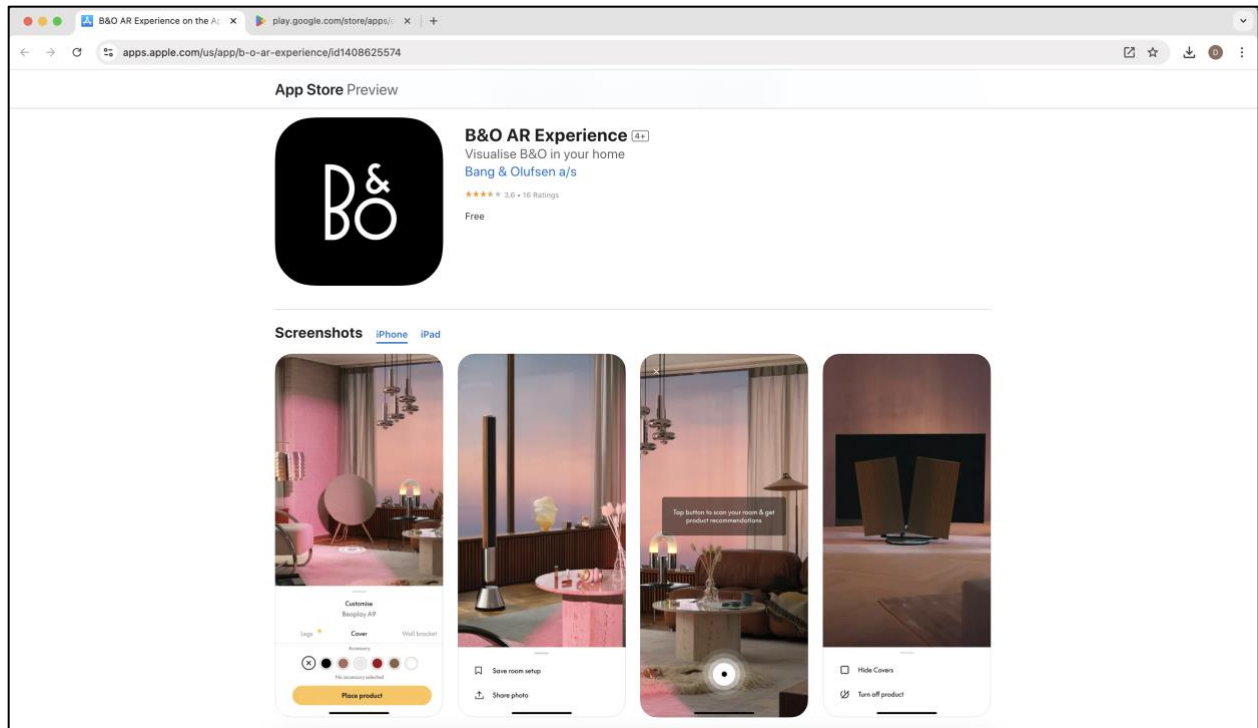 B&O AR Experience on the Ap
play.google.com/store/apps/c
apps.apple.com/us/app/b-o-ar-experience/id1408625574
D
App Store Preview
B&O
B&O AR Experience 4+
Visualise B&O in your home
Bang & Olufsen a/s
3.6 • 16 Ratings
Free
Screenshots iPhone iPad
Customise
Beoplay A9
Legs Cover Wall bracket
Accessory
No accessory selected
Place product
Save room setup
Share photo
Tap button to scan your room & get
product recommendations
Hide Covers
Turn off product